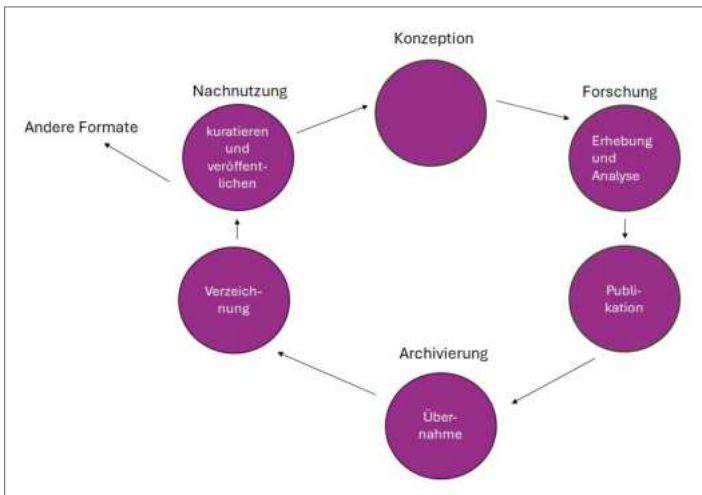 Konzeption
Nachnutzung
Forschung
Andere Formate
kuratieren
und
veröffent-
lichen
Erhebung
und
Analyse
Verzeich-
nung
Publi-
kation
Archivierung
Über-
nahme